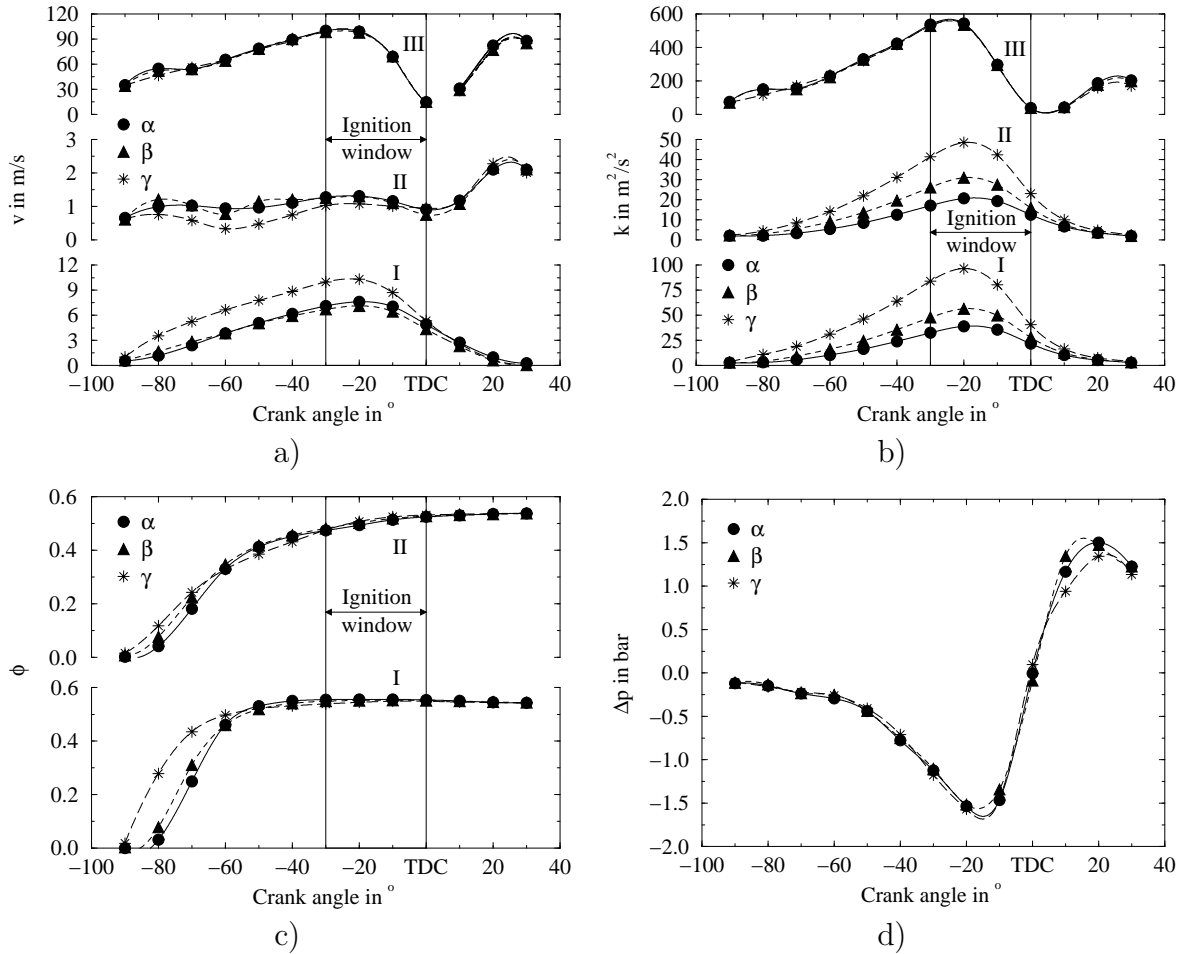 120
90
60
30
0
3
2
1
0
12
9
6
3
0
v in m/s
III
II
I
α
β
γ
Ignition
window
−100 −80 −60 −40 −20 TDC 20 40
Crank angle in °
a)
600
400
200
0
50
40
30
20
10
0
100
75
50
25
0
k in m²/s²
III
II
I
Ignition
window
α
β
γ
−100 −80 −60 −40 −20 TDC 20 40
Crank angle in °
b)
0.6
0.4
0.2
0.0
0.6
0.4
0.2
0.0
ϕ
α
β
γ
II
Ignition
window
I
−100 −80 −60 −40 −20 TDC 20 40
Crank angle in °
c)
2.0
1.5
1.0
0.5
0.0
−0.5
−1.0
−1.5
−2.0
Δp in bar
α
β
γ
−100 −80 −60 −40 −20 TDC 20 40
Crank angle in °
d)